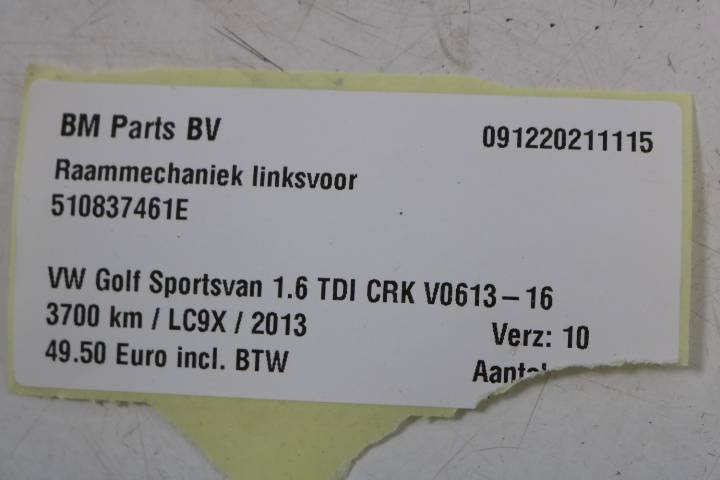 BM Parts BV 091220211115
Raammechaniek linksvoor
510837461E
VW Golf Sportsvan 1.6 TDI CRK V0613-16
3700 km / LC9X / 2013 Verz: 10
49.50 Euro incl. BTW